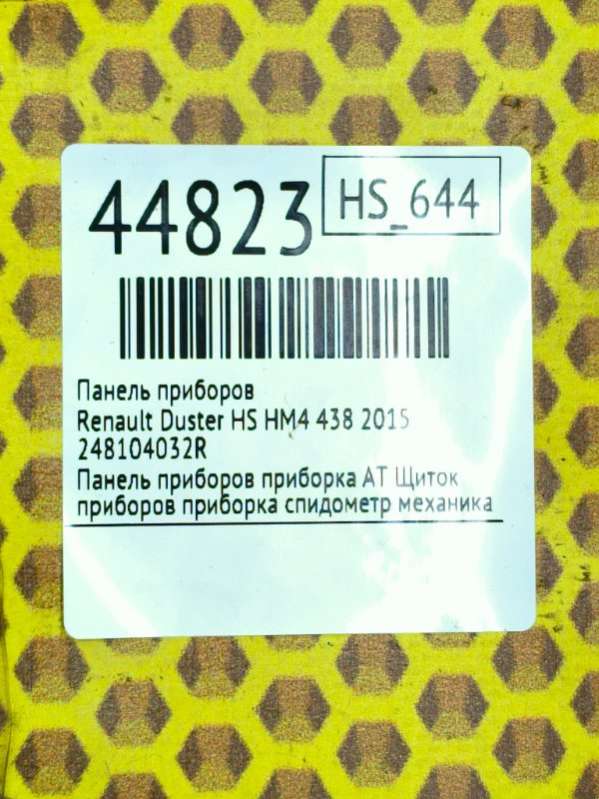 44823
HS_644
Панель приборов
Renault Duster HS HM4 438 2015
248104032R
Панель приборов приборка АТ Щиток
приборов приборка спидометр механика